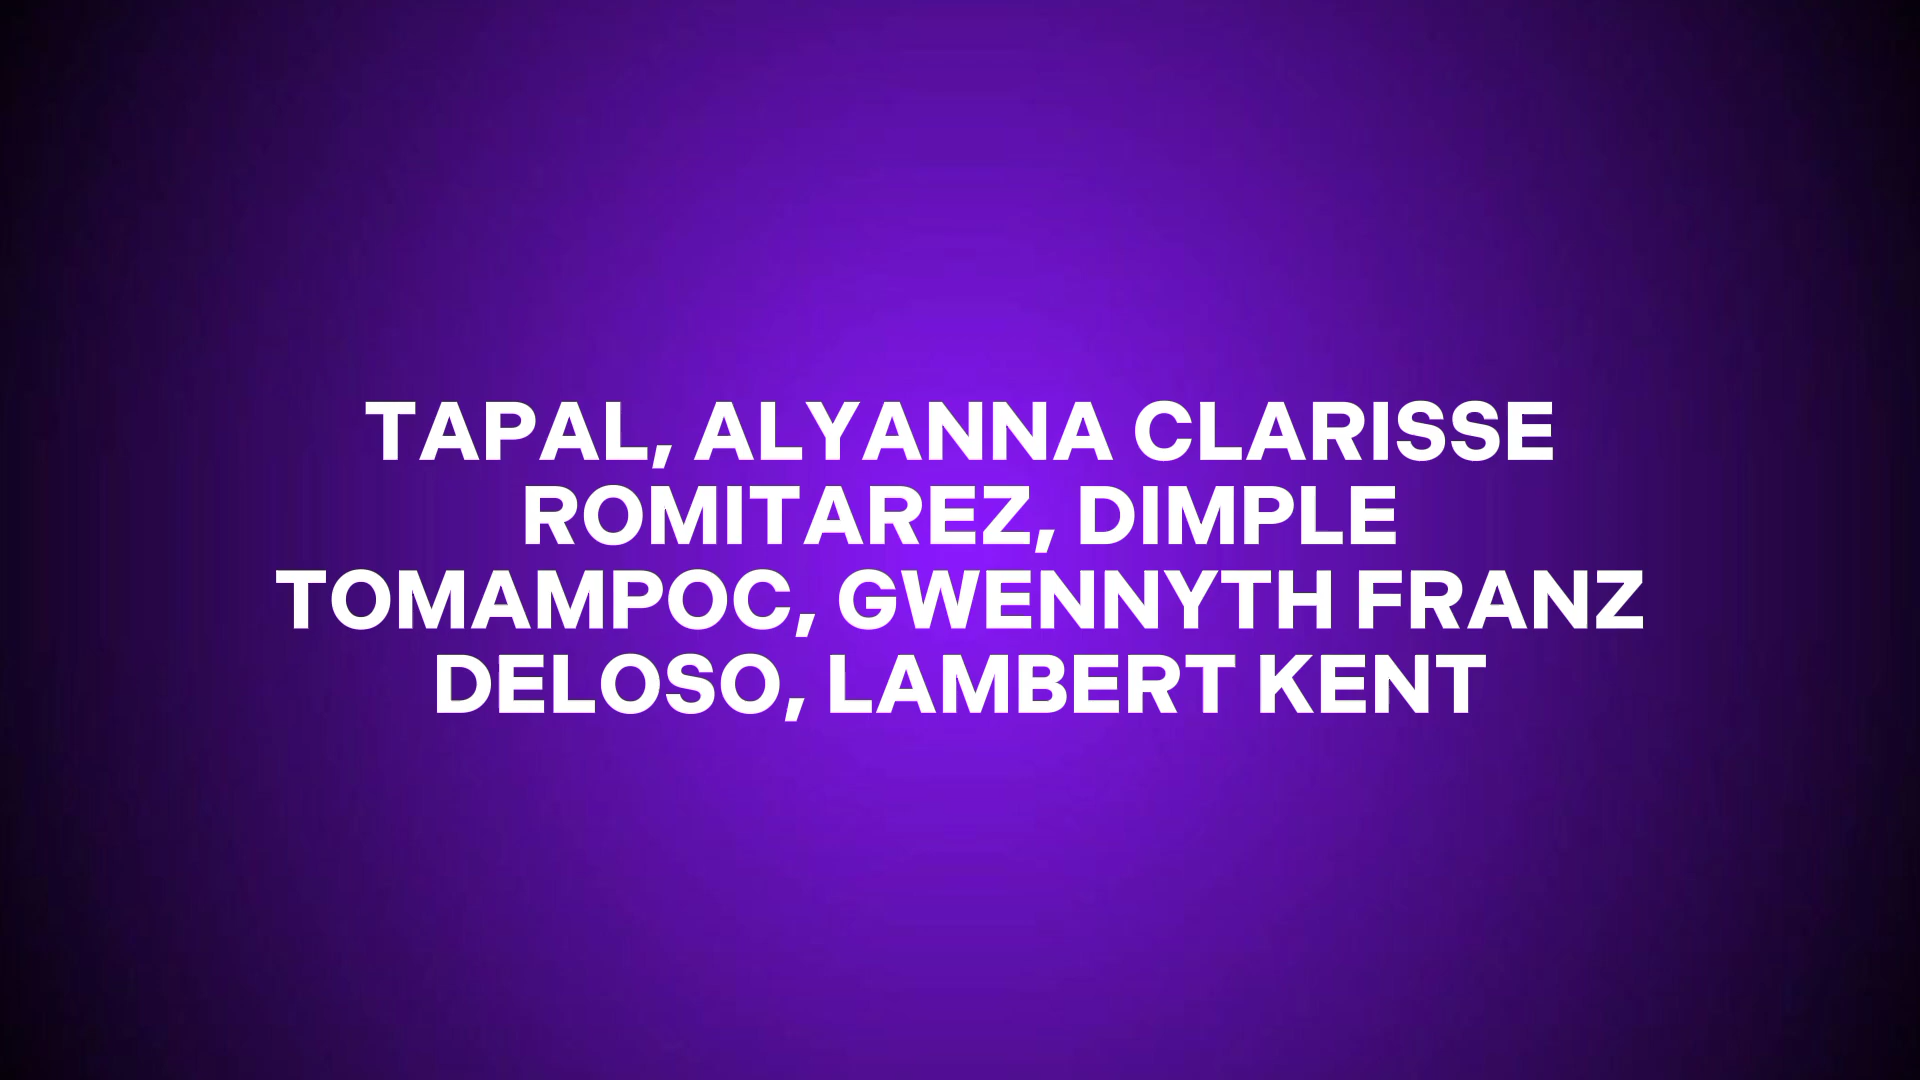 TAPAL, ALYANNA CLARISSE
ROMITAREZ, DIMPLE
TOMAMPOC, GWENNYTH FRANZ
DELOSO, LAMBERT KENT